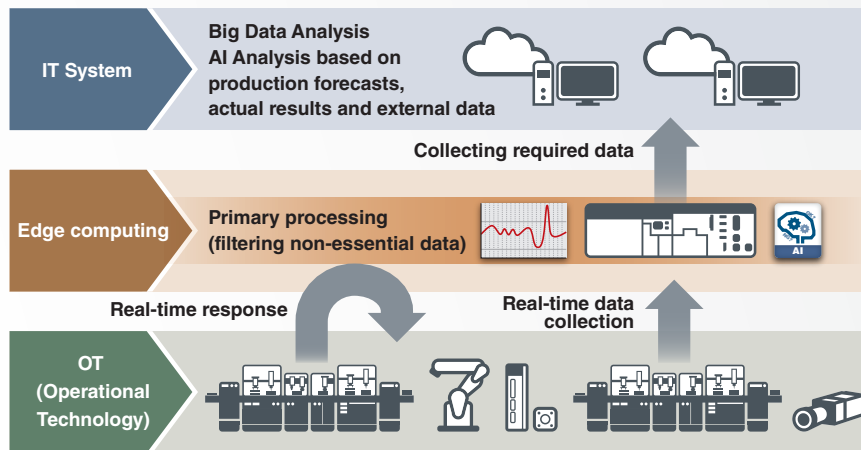 IT System
Big Data Analysis
AI Analysis based on
production forecasts,
actual results and external data
Collecting required data
Edge computing
Primary processing
(filtering non-essential data)
AI
Real-time response
Real-time data
collection
OT
(Operational
Technology)